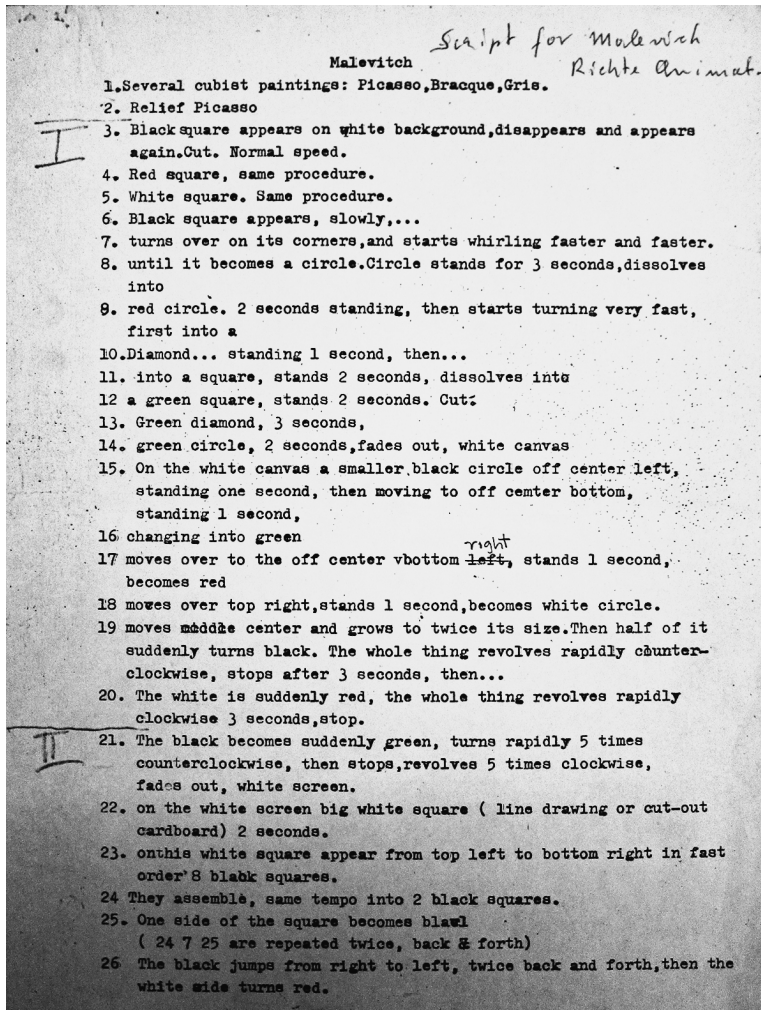 Script for Malevich
Malevitch
Richte Animat.
1.Several cubist paintings: Picasso,Bracque,Gris.
2. Relief Picasso
I
3. Black square appears on white background,disappears and appears
again.Cut. Normal speed.
4. Red square, same procedure.
5. White square. Same procedure.
6. Black square appears, slowly,...
7. turns over on its corners,and starts whirling faster and faster.
8. until it becomes a circle.Circle stands for 3 seconds,dissolves
into
9. red circle. 2 seconds standing, then starts turning very fast,
first into a
10.Diamond... standing 1 second, then...
11. into a square, stands 2 seconds, dissolves into
12 a green square, stands 2 seconds. Cut:
13. Green diamond, 3 seconds,
14. green circle, 2 seconds,fades out, white canvas
15. On the white canvas a smaller black circle off center left,
standing one second, then moving to off cemter bottom,
standing 1 second,
16 changing into green
right
17 moves over to the off center vbottom left, stands 1 second,
becomes red
18 moves over top right,stands 1 second,becomes white circle.
19 moves middle center and grows to twice its size.Then half of it
suddenly turns black. The whole thing revolves rapidly counter-
clockwise, stops after 3 seconds, then...
20. The white is suddenly red, the whole thing revolves rapidly
clockwise 3 seconds,stop.
II
21. The black becomes suddenly green, turns rapidly 5 times
counterclockwise, then stops,revolves 5 times clockwise,
fades out, white screen.
22. on the white screen big white square ( line drawing or cut-out
cardboard) 2 seconds.
23. onthis white square appear from top left to bottom right in fast
order 8 blabk squares.
24 They assemble, same tempo into 2 black squares.
25. One side of the square becomes blawl
( 24 7 25 are repeated twice, back & forth)
26 The black jumps from right to left, twice back and forth,then the
white side turns red.